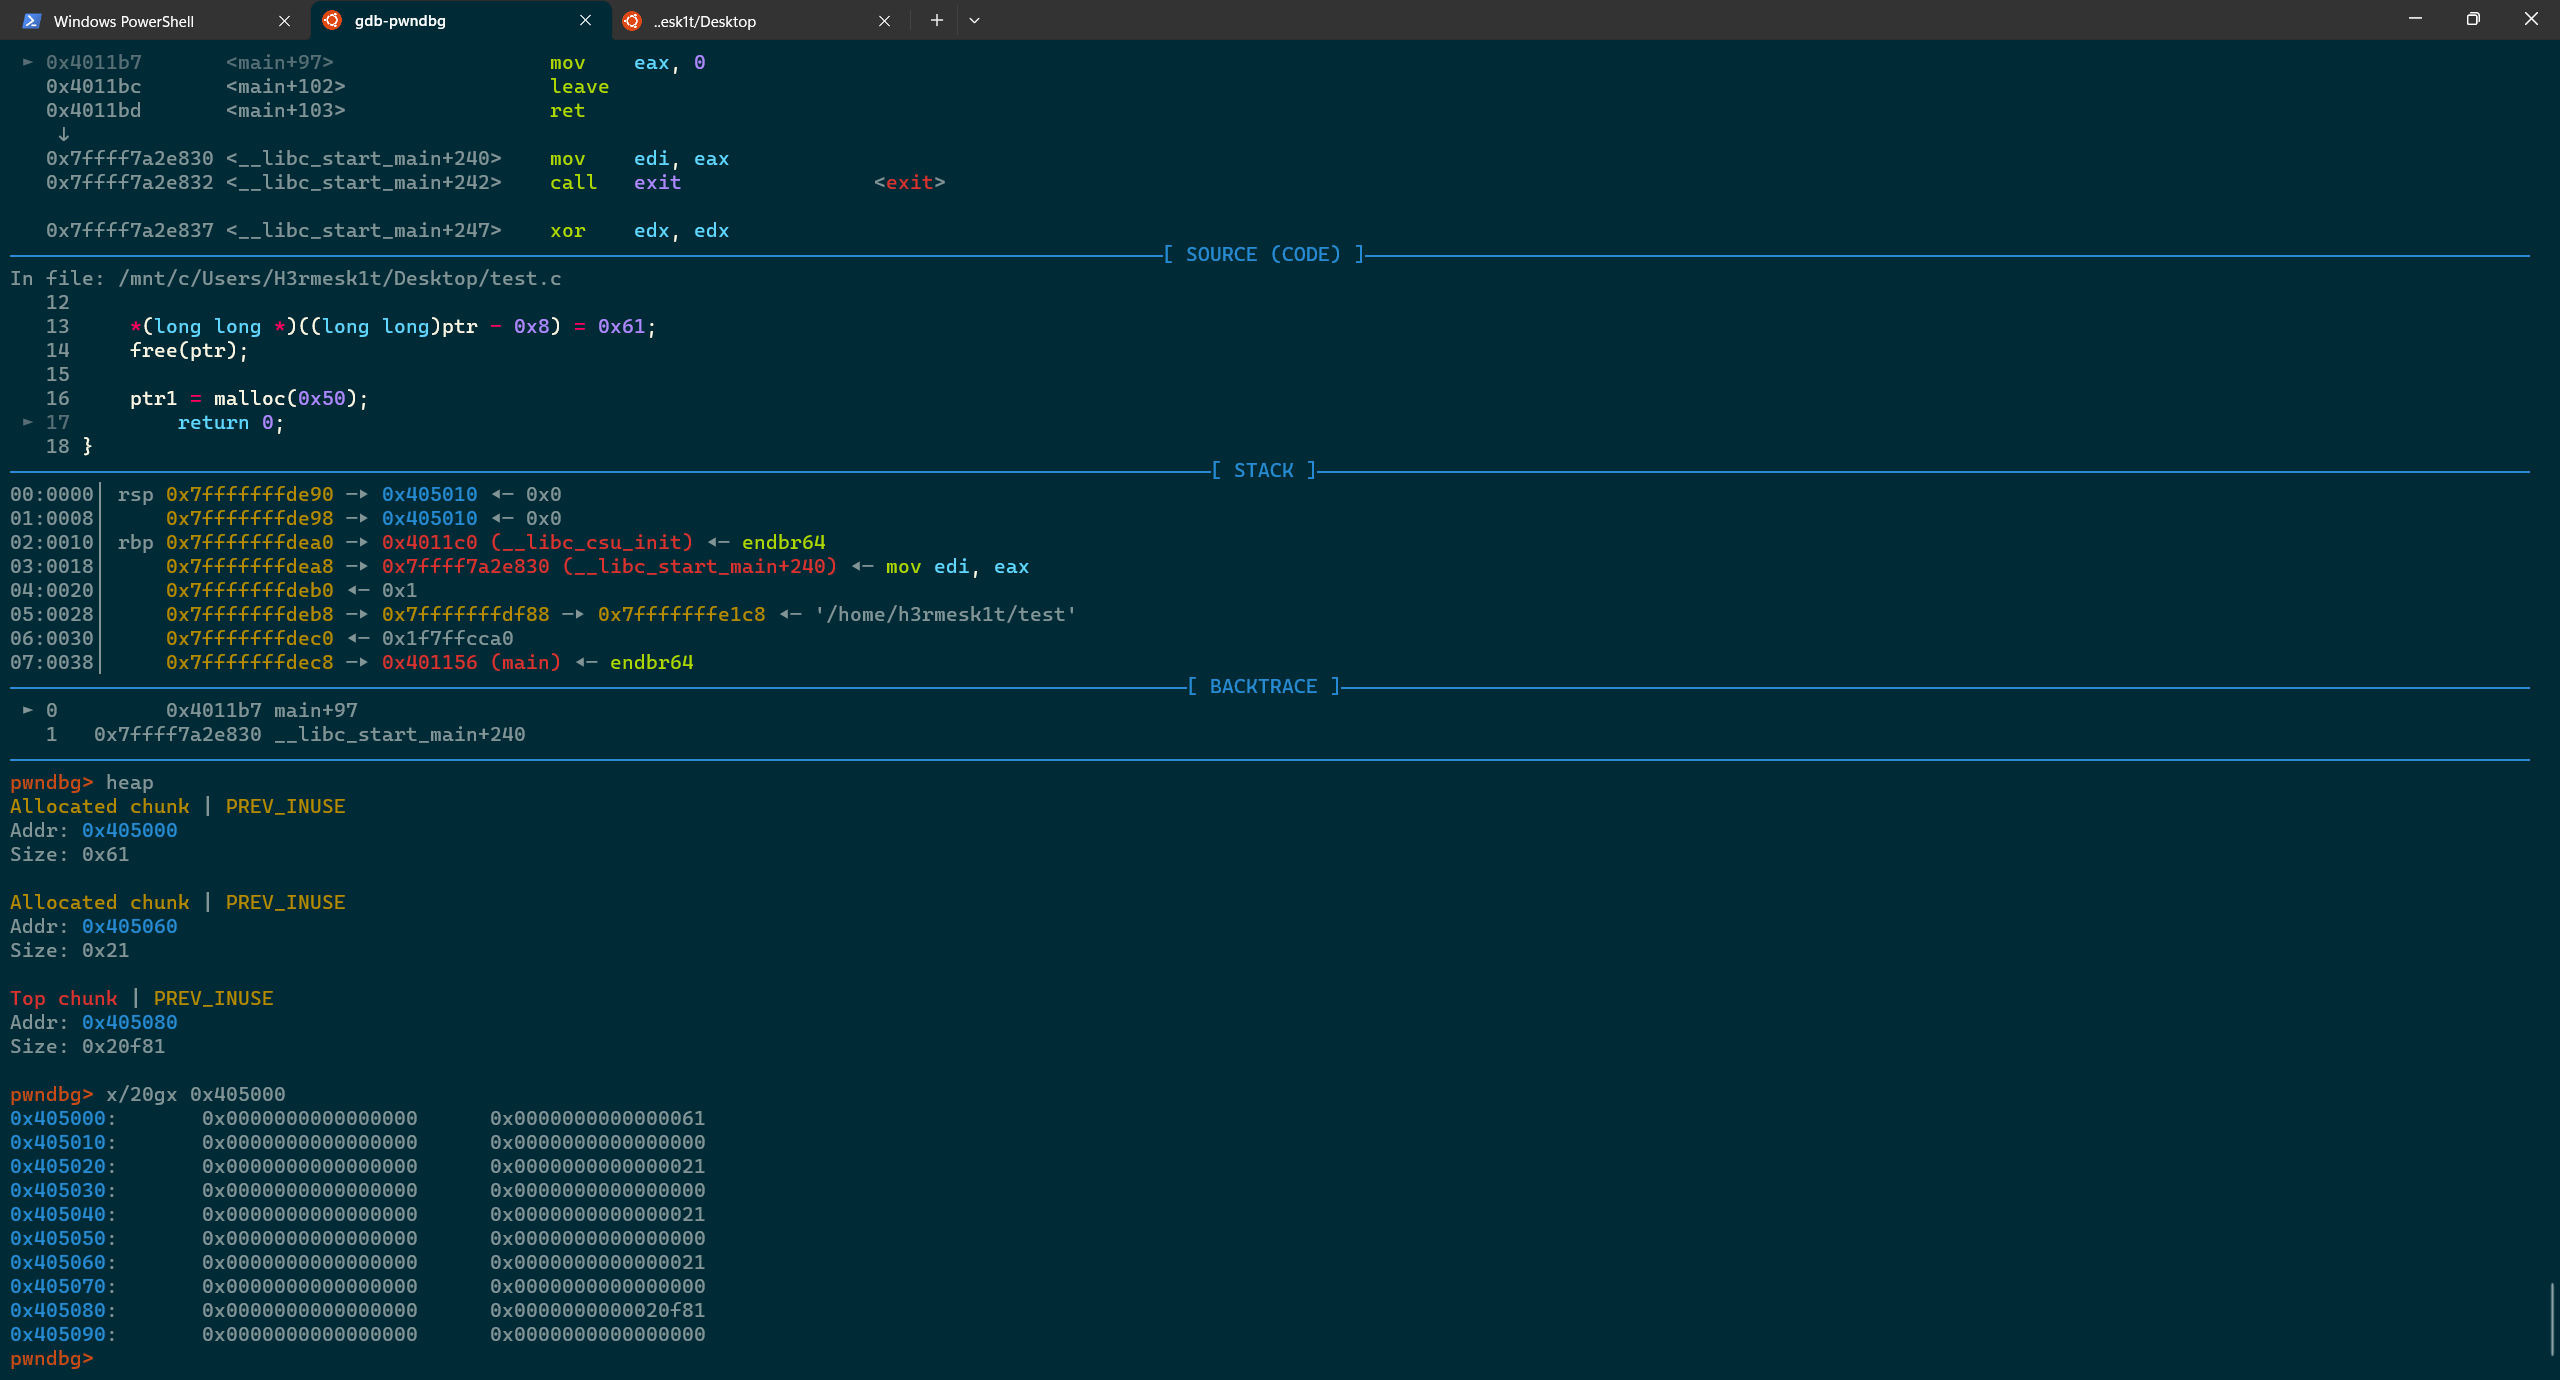 Windows PowerShell
gdb-pwndbg
..esk1t/Desktop
► 0x4011b7       <main+97>                  mov    eax, 0
0x4011bc       <main+102>                 leave
0x4011bd       <main+103>                 ret
↓
0x7ffff7a2e830 <__libc_start_main+240>    mov    edi, eax
0x7ffff7a2e832 <__libc_start_main+242>    call   exit                <exit>
0x7ffff7a2e837 <__libc_start_main+247>    xor    edx, edx
[ SOURCE (CODE) ]
In file: /mnt/c/Users/H3rmesk1t/Desktop/test.c
12
13     *(long long *)((long long)ptr - 0x8) = 0x61;
14     free(ptr);
15
16     ptr1 = malloc(0x50);
► 17         return 0;
18 }
[ STACK ]
00:0000│ rsp 0x7fffffffde90 —▸ 0x405010 ◂— 0x0
01:0008│     0x7fffffffde98 —▸ 0x405010 ◂— 0x0
02:0010│ rbp 0x7fffffffdea0 —▸ 0x4011c0 (__libc_csu_init) ◂— endbr64
03:0018│     0x7fffffffdea8 —▸ 0x7ffff7a2e830 (__libc_start_main+240) ◂— mov edi, eax
04:0020│     0x7fffffffdeb0 ◂— 0x1
05:0028│     0x7fffffffdeb8 —▸ 0x7fffffffdf88 —▸ 0x7fffffffe1c8 ◂— '/home/h3rmesk1t/test'
06:0030│     0x7fffffffdec0 ◂— 0x1f7ffcca0
07:0038│     0x7fffffffdec8 —▸ 0x401156 (main) ◂— endbr64
[ BACKTRACE ]
► 0         0x4011b7 main+97
1   0x7ffff7a2e830 __libc_start_main+240
pwndbg> heap
Allocated chunk | PREV_INUSE
Addr: 0x405000
Size: 0x61
Allocated chunk | PREV_INUSE
Addr: 0x405060
Size: 0x21
Top chunk | PREV_INUSE
Addr: 0x405080
Size: 0x20f81
pwndbg> x/20gx 0x405000
0x405000:       0x0000000000000000      0x0000000000000061
0x405010:       0x0000000000000000      0x0000000000000000
0x405020:       0x0000000000000000      0x0000000000000021
0x405030:       0x0000000000000000      0x0000000000000000
0x405040:       0x0000000000000000      0x0000000000000021
0x405050:       0x0000000000000000      0x0000000000000000
0x405060:       0x0000000000000000      0x0000000000000021
0x405070:       0x0000000000000000      0x0000000000000000
0x405080:       0x0000000000000000      0x0000000000020f81
0x405090:       0x0000000000000000      0x0000000000000000
pwndbg>